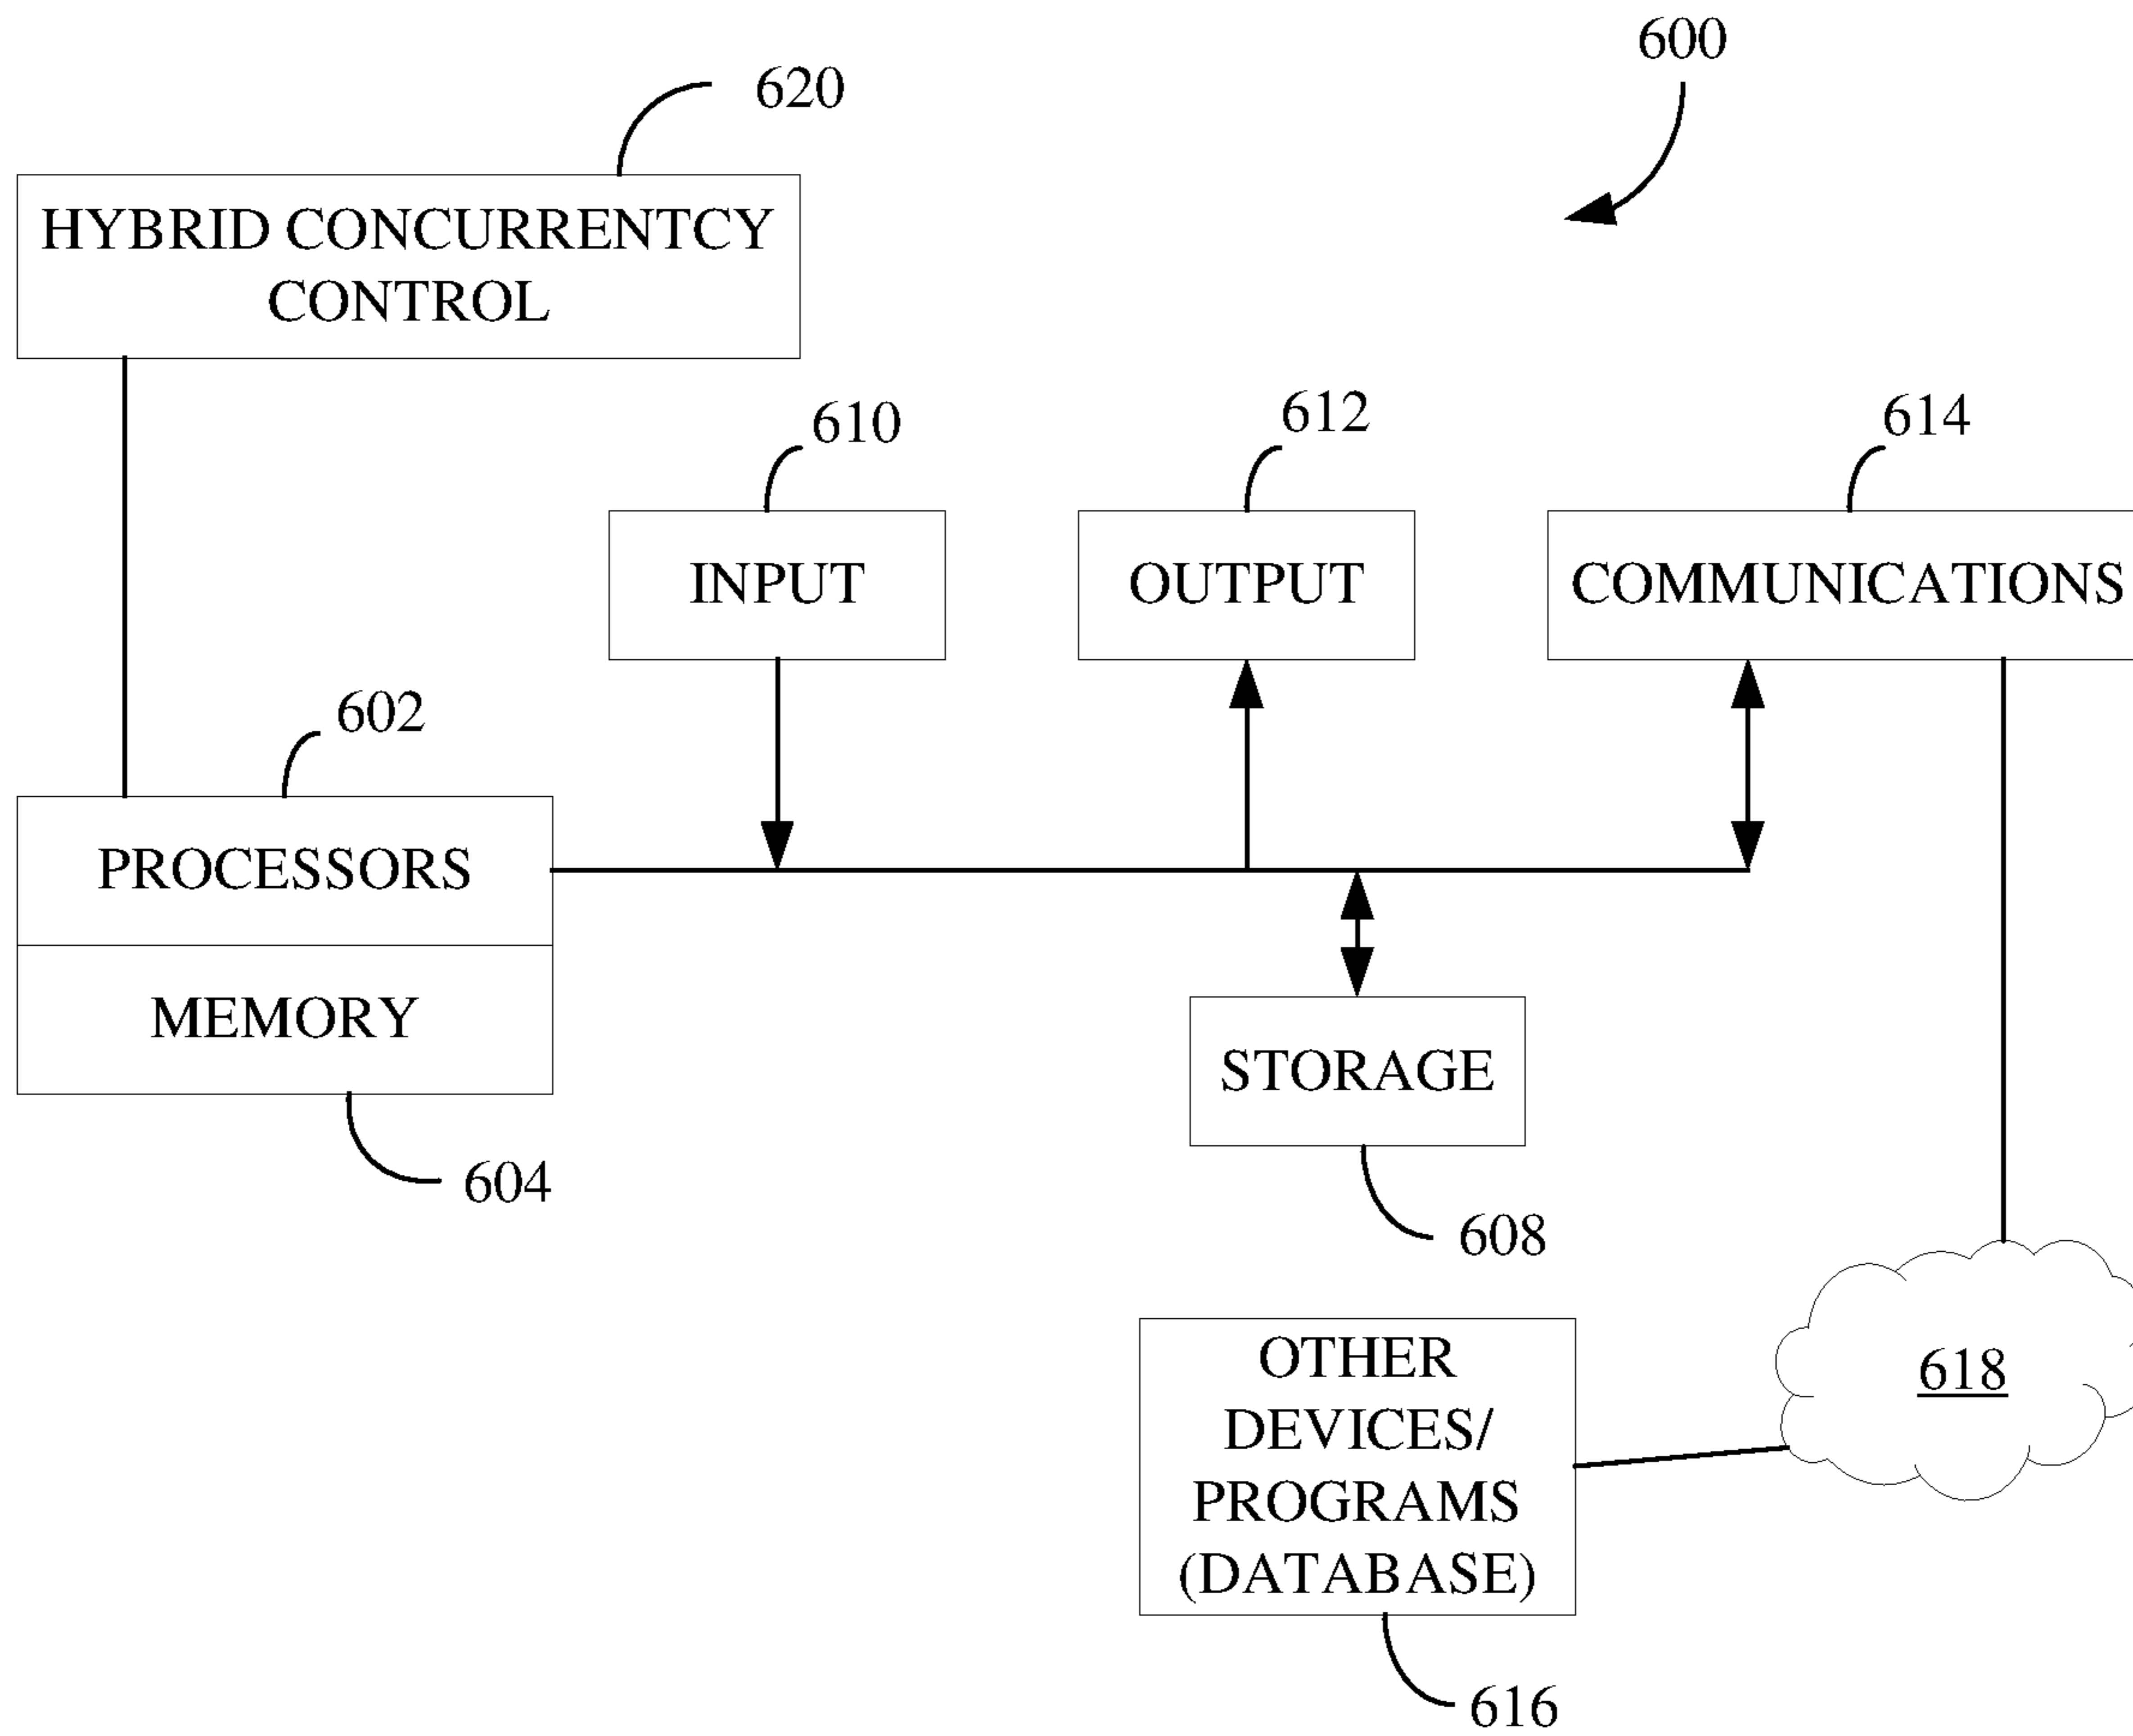 600
620
HYBRID CONCURRENTCY
CONTROL
610
612
614
INPUT
OUTPUT
COMMUNICATIONS
602
PROCESSORS
MEMORY
STORAGE
604
608
OTHER
DEVICES/
PROGRAMS
(DATABASE)
618
616